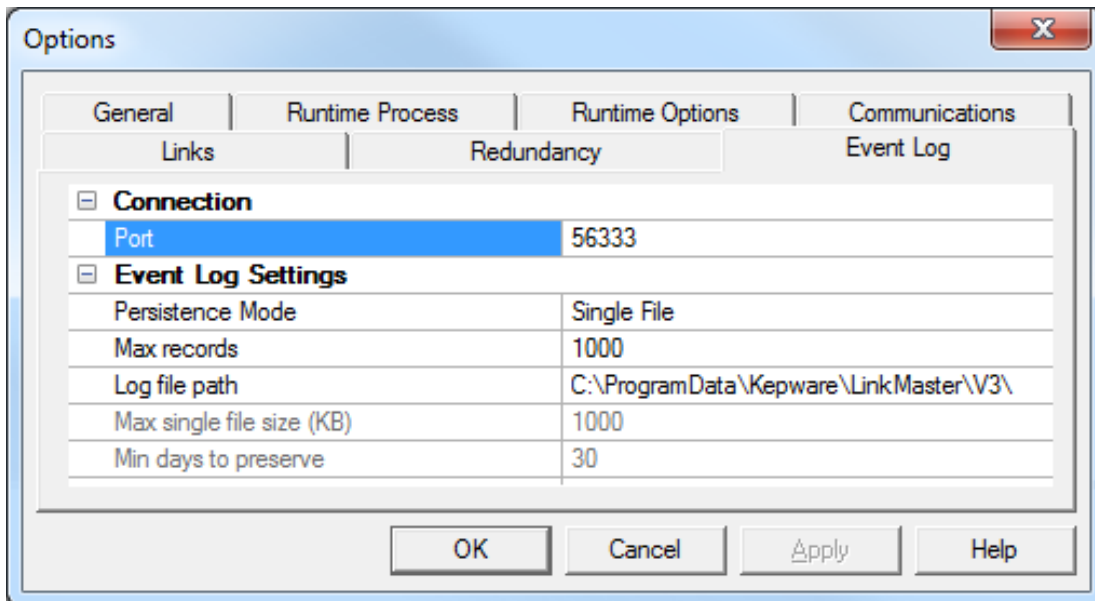 Options
General Runtime Process Runtime Options Communications
Links Redundancy Event Log
Connection
Port 56333
Event Log Settings
Persistence Mode Single File
Max records 1000
Log file path C:\ProgramData\Kepware\LinkMaster\V3\
Max single file size (KB) 1000
Min days to preserve 30
OK Cancel Apply Help